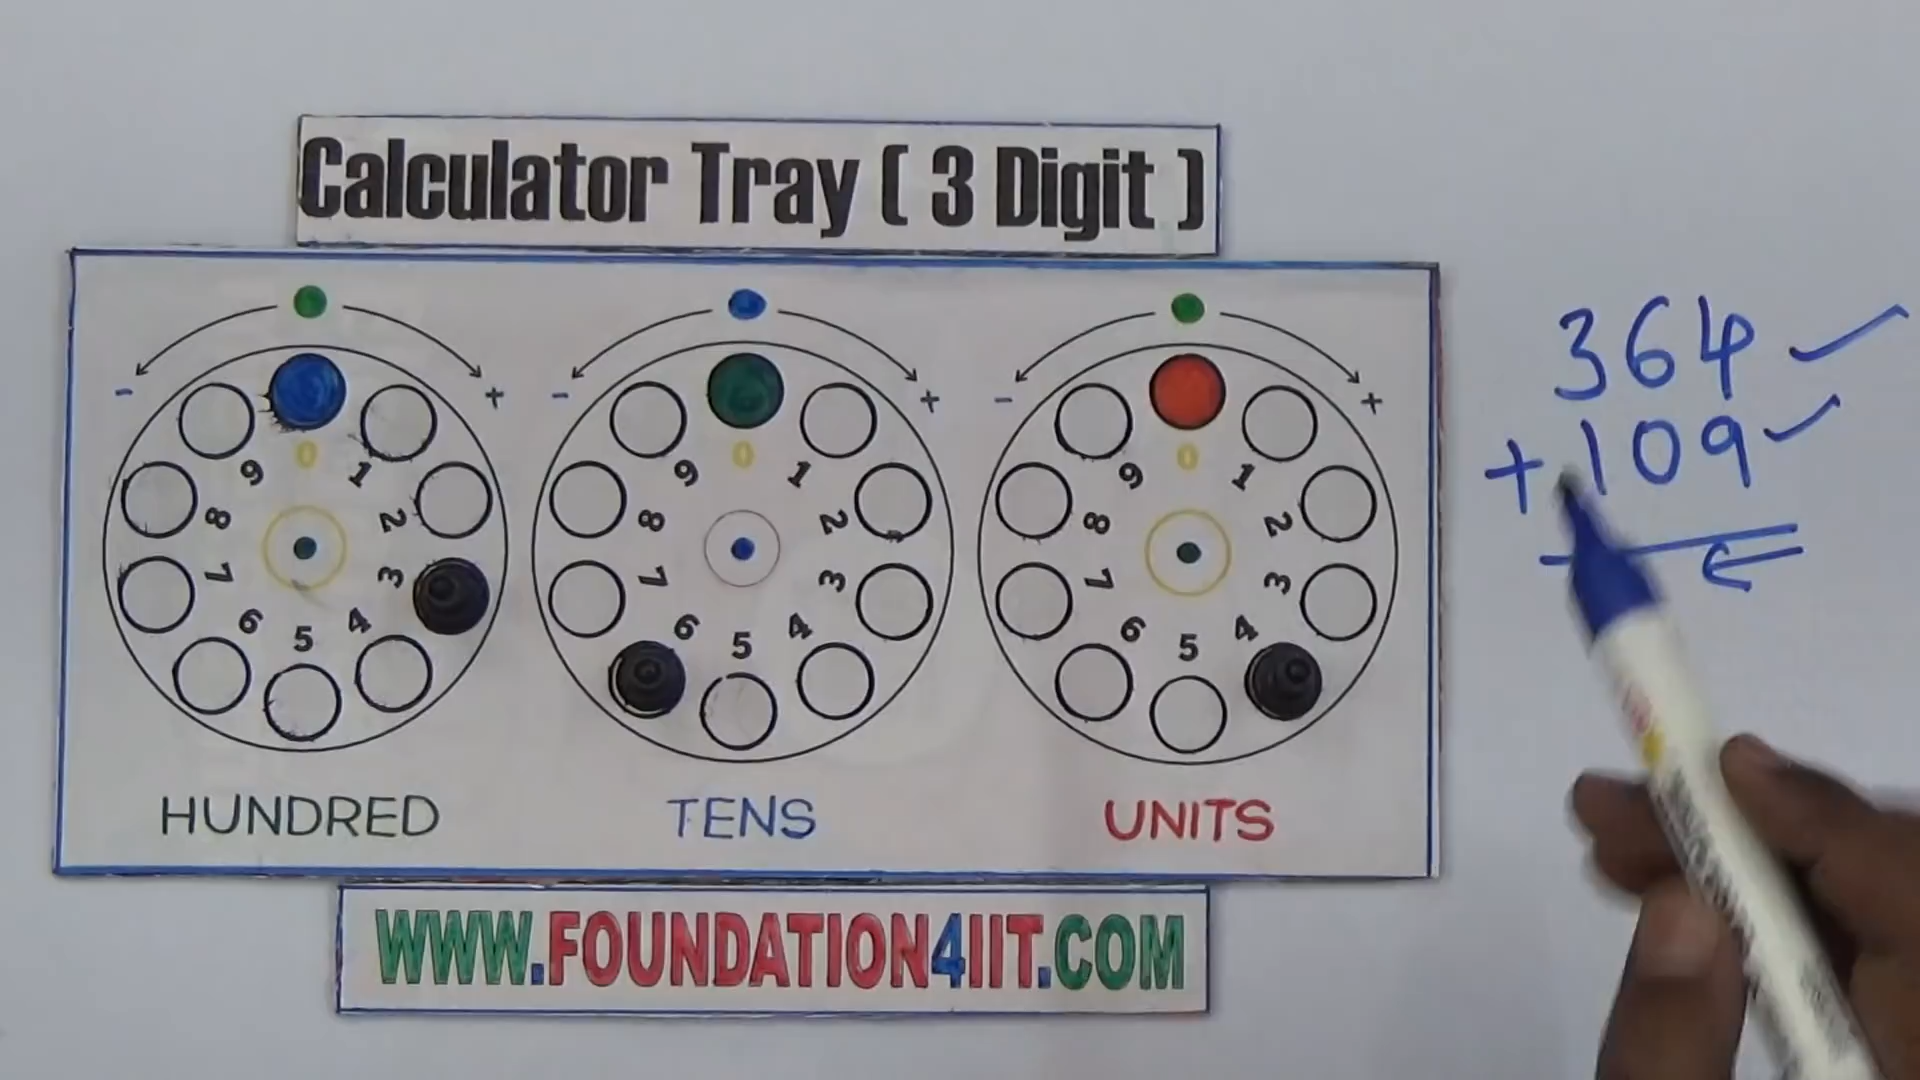 Calculator Tray ( 3 Digit )
- + - + - +
0 1 2 3 4 5 6 7 8 9
0 1 2 3 4 5 6 7 8 9
0 1 2 3 4 5 6 7 8 9
HUNDRED TENS UNITS
WWW.FOUNDATION4IIT.COM
364
+ 109